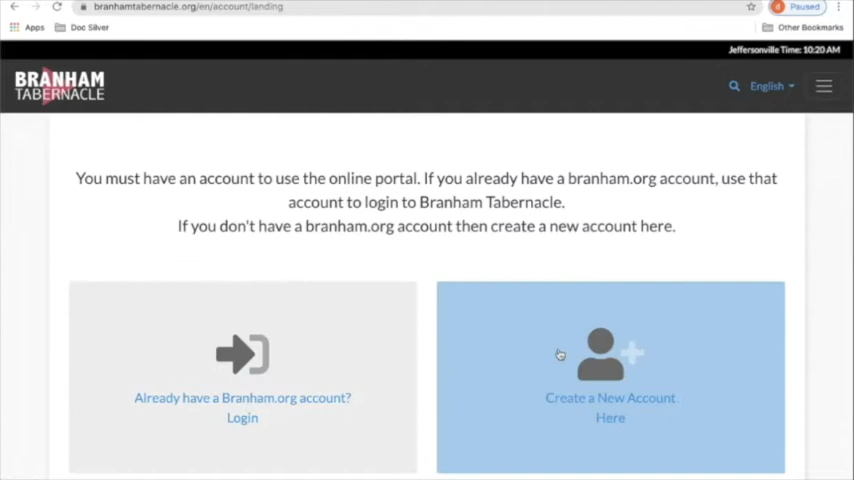 branhamtabernacle.org/en/account/landing
d Paused
Apps Doc Silver Other Bookmarks
Jeffersonville Time: 10:20 AM
BRANHAM
TABERNACLE
English
You must have an account to use the online portal. If you already have a branham.org account, use that
account to login to Branham Tabernacle.
If you don't have a branham.org account then create a new account here.
Already have a Branham.org account?
Login
Create a New Account
Here